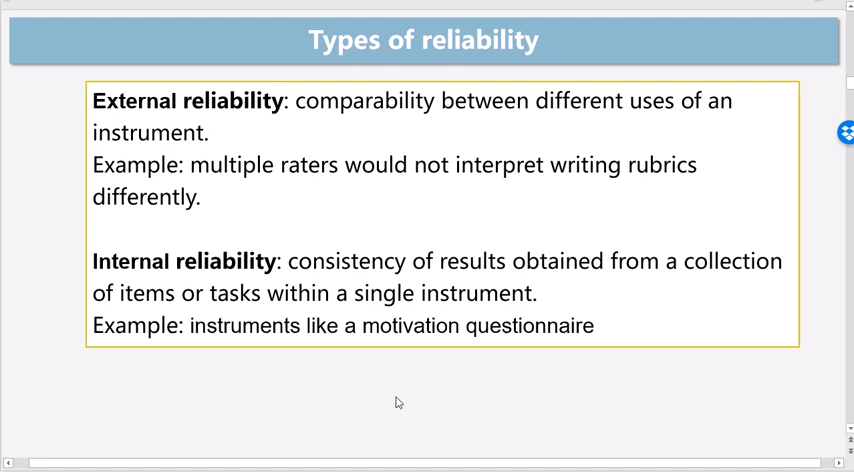 Types of reliability
External reliability: comparability between different uses of an
instrument.
Example: multiple raters would not interpret writing rubrics
differently.
Internal reliability: consistency of results obtained from a collection
of items or tasks within a single instrument.
Example: instruments like a motivation questionnaire